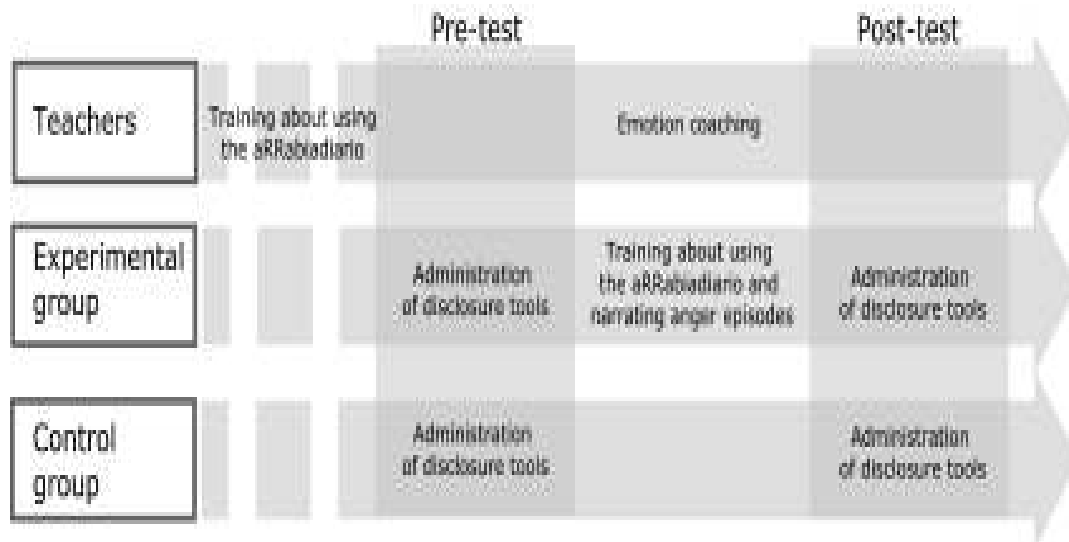 Pre-test
Post-test
Teachers
Training about using
the aRRabiadiario
Emotion coaching
Experimental
group
Administration
of disclosure tools
Training about using
the aRRabiadiario and
narrating anger episodes
Administration
of disclosure tools
Control
group
Administration
of disclosure tools
Administration
of disclosure tools